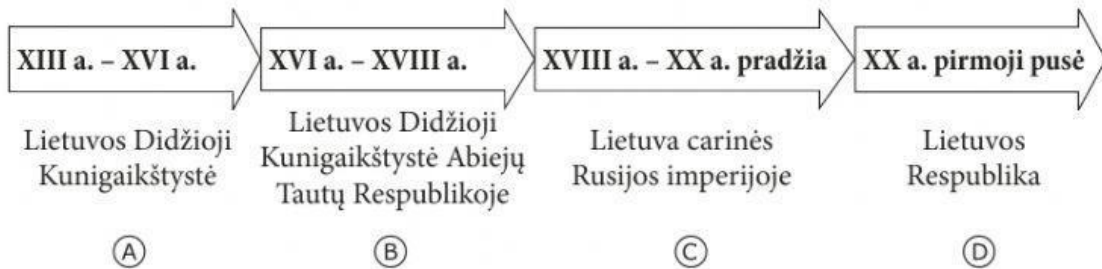 XIII a. – XVI a.
XVI a. – XVIII a.
XVIII a. – XX a. pradžia
XX a. pirmoji pusė
Lietuvos Didžioji
Kunigaikštystė
Lietuvos Didžioji
Kunigaikštystė Abiejų
Tautų Respublikoje
Lietuva carinės
Rusijos imperijoje
Lietuvos
Respublika
A
B
C
D